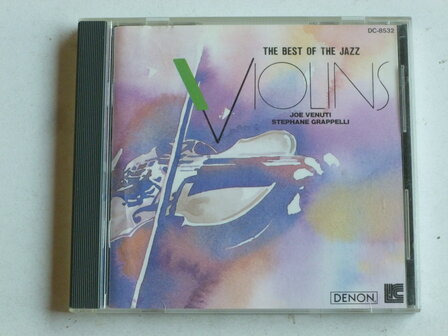 DC-8532
THE BEST OF THE JAZZ
VIOLINS
JOE VENUTI
STEPHANE GRAPPELLI
DENON